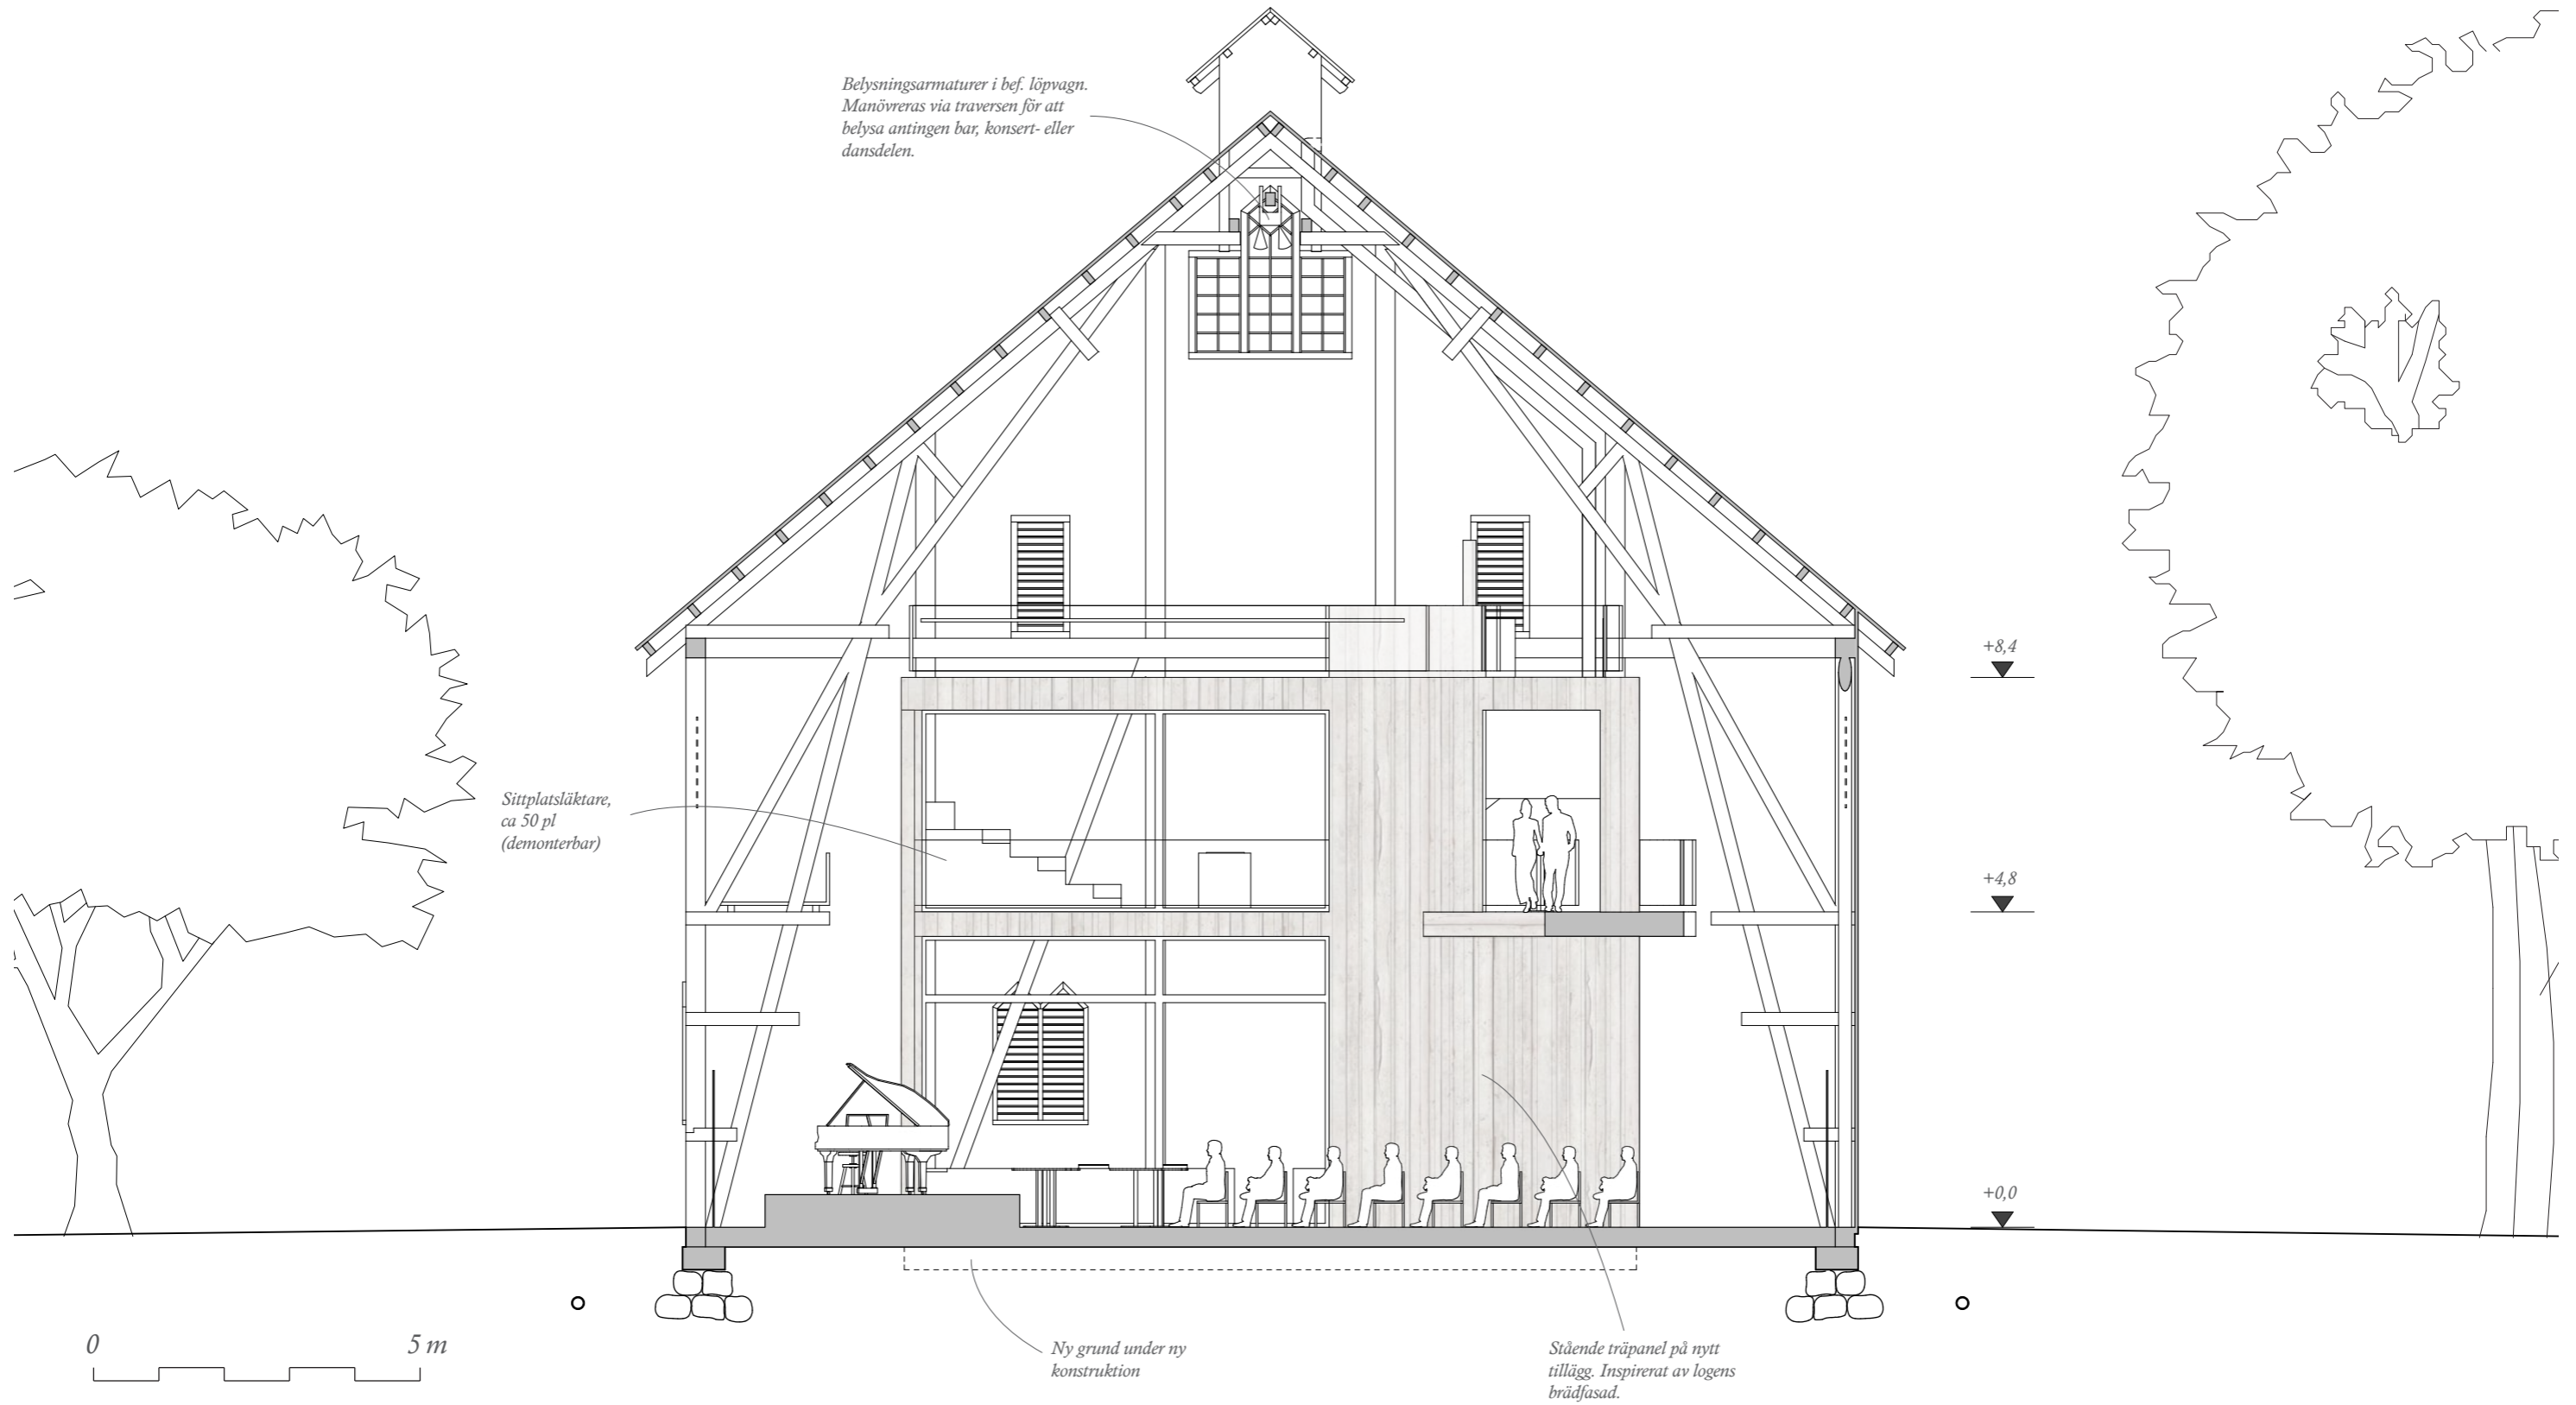 Belysningsarmaturer i bef. löpvagn.
Manövreras via traversen för att
belysa antingen bar, konsert- eller
dansdelen.
+8,4
Sittplatsläktare,
ca 50 pl
(demonterbar)
+4,8
+0,0
0
5 m
Ny grund under ny
konstruktion
Stående träpanel på nytt
tillägg. Inspirerat av logens
brädfasad.